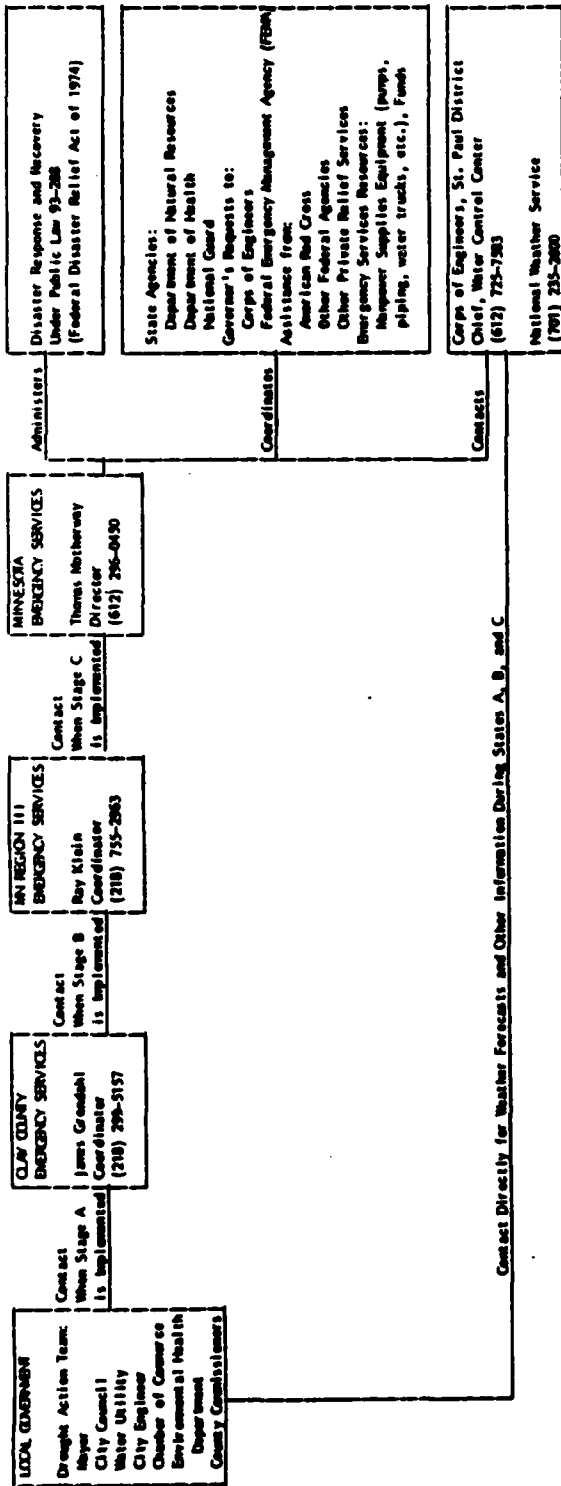 LOCAL GOVERNMENT
Drought Action Team:
Mayor
City Council
Water Utility
City Engineer
Chamber of Commerce
Environmental Health
Department
County Commissioners
Contact
When Stage A
is Implemented
CLAY COUNTY
EMERGENCY SERVICES
James Grendahl
Coordinator
(218) 299-5157
Contact
When Stage B
is Implemented
MN REGION III
EMERGENCY SERVICES
Ray Klein
Coordinator
(218) 755-2963
Contact
When Stage C
is Implemented
MINNESOTA
EMERGENCY SERVICES
Thomas Motherway
Director
(612) 296-0450
Administers
Disaster Response and Recovery
Under Public Law 93-288
(Federal Disaster Relief Act of 1974)
Coordinates
State Agencies:
Department of Natural Resources
Department of Health
National Guard
Governor's Requests to:
Corps of Engineers
Federal Emergency Management Agency (FEMA)
Assistance from:
American Red Cross
Other Federal Agencies
Other Private Relief Services
Emergency Services Resources:
Manpower Supplies Equipment (pumps,
piping, water trucks, etc.), Funds
Contacts
Corps of Engineers, St. Paul District
Chief, Water Control Center
(612) 725-7583
National Weather Service
(701) 235-2600
Contact Directly for Weather Forecasts and Other Information During States A, B, and C